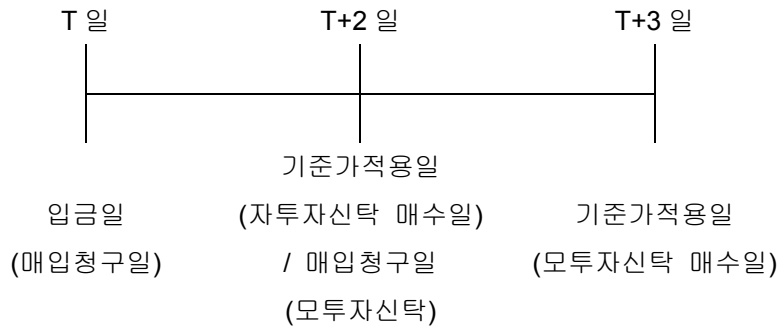 T 일 T+2 일 T+3 일
기준가적용일
입금일 (자투자신탁 매수일) 기준가적용일
(매입청구일) / 매입청구일 (모투자신탁 매수일)
(모투자신탁)